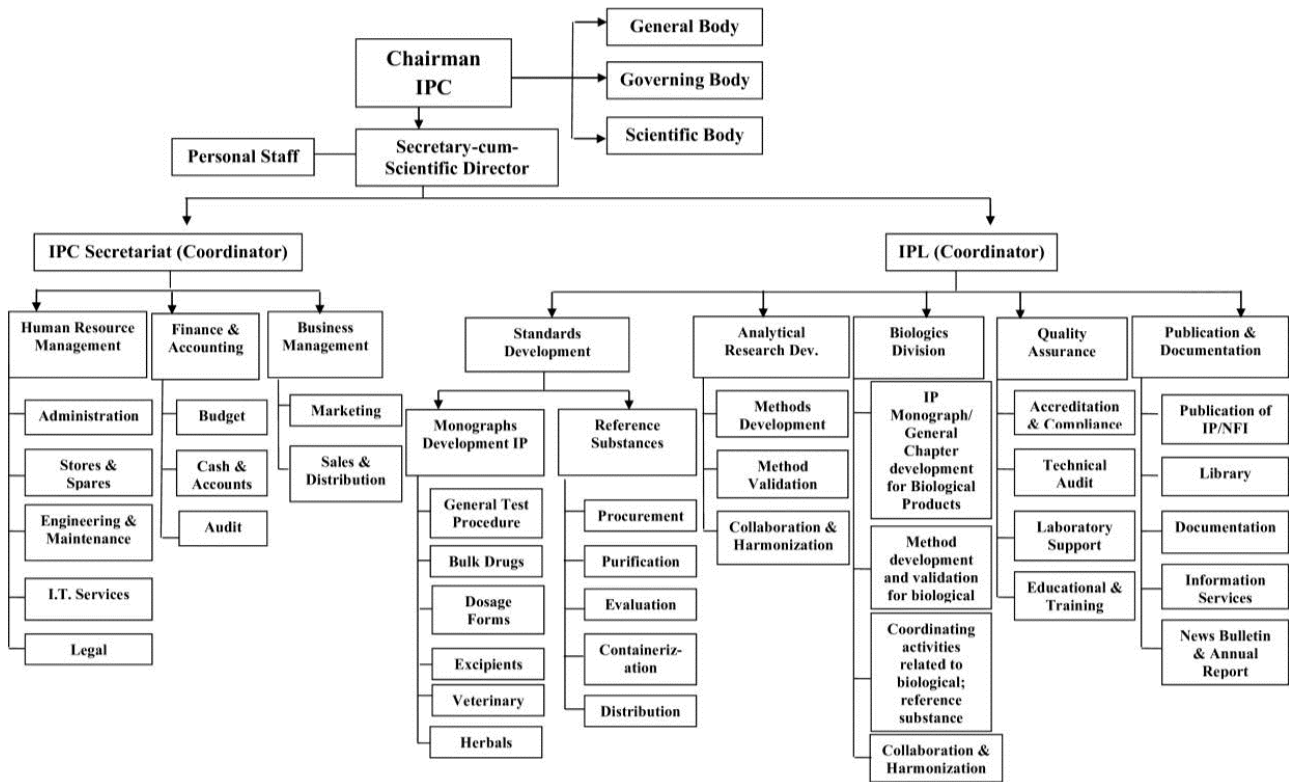 General Body
Chairman
IPC
Governing Body
Scientific Body
Personal Staff
Secretary-cum-
Scientific Director
IPC Secretariat (Coordinator)
IPL (Coordinator)
Human Resource
Management
Finance &
Accounting
Business
Management
Standards
Development
Analytical
Research Dev.
Biologics
Division
Quality
Assurance
Publication &
Documentation
Administration
Stores &
Spares
Engineering &
Maintenance
I.T. Services
Legal
Budget
Cash &
Accounts
Audit
Marketing
Sales &
Distribution
Monographs
Development IP
General Test
Procedure
Bulk Drugs
Dosage
Forms
Excipients
Veterinary
Herbals
Reference
Substances
Procurement
Purification
Evaluation
Containeriz-
ation
Distribution
Methods
Development
Method
Validation
Collaboration &
Harmonization
IP
Monograph/
General
Chapter
development
for Biological
Products
Method
development
and validation
for biological
Coordinating
activities
related to
biological;
reference
substance
Collaboration &
Harmonization
Accreditation
& Compliance
Technical
Audit
Laboratory
Support
Educational &
Training
Publication of
IP/NFI
Library
Documentation
Information
Services
News Bulletin
& Annual
Report